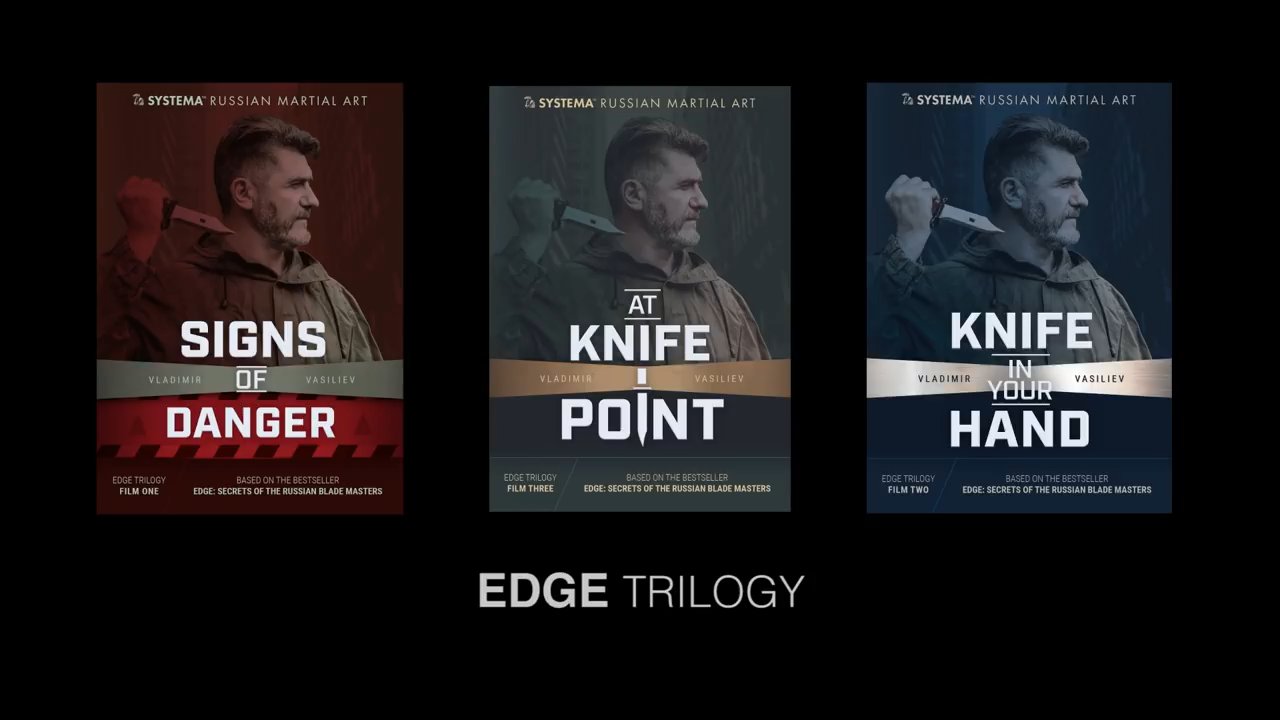 SYSTEMA™ RUSSIAN MARTIAL ART
SIGNS
OF
VLADIMIR VASILIEV
DANGER
EDGE TRILOGY
FILM ONE
BASED ON THE BESTSELLER
EDGE: SECRETS OF THE RUSSIAN BLADE MASTERS
SYSTEMA™ RUSSIAN MARTIAL ART
AT
KNIFE
VLADIMIR VASILIEV
POINT
EDGE TRILOGY
FILM THREE
BASED ON THE BESTSELLER
EDGE: SECRETS OF THE RUSSIAN BLADE MASTERS
SYSTEMA™ RUSSIAN MARTIAL ART
KNIFE
IN
VLADIMIR VASILIEV
YOUR
HAND
EDGE TRILOGY
FILM TWO
BASED ON THE BESTSELLER
EDGE: SECRETS OF THE RUSSIAN BLADE MASTERS
EDGE TRILOGY